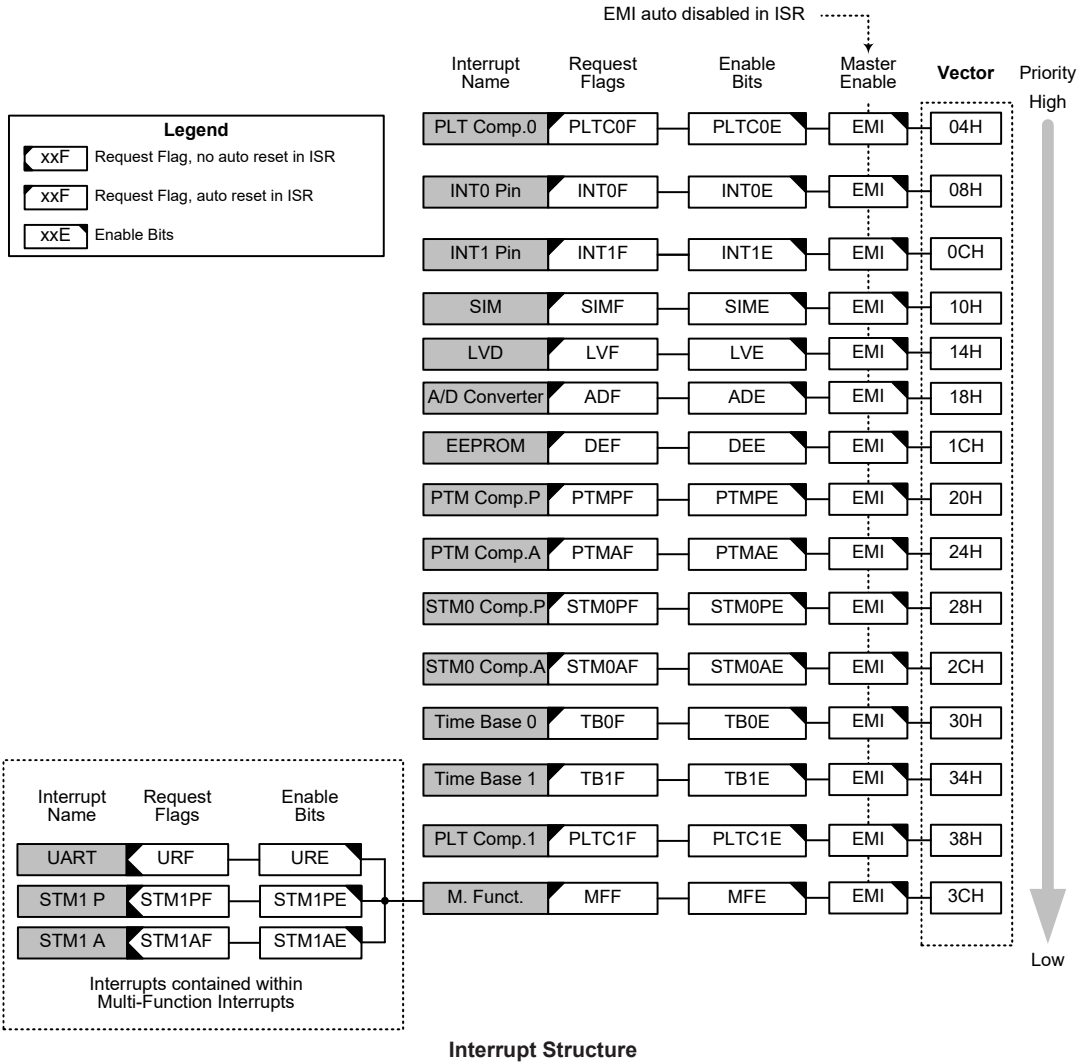 EMI auto disabled in ISR
Interrupt Name Request Flags Enable Bits Master Enable Vector Priority
High
Legend
xxF Request Flag, no auto reset in ISR
xxF Request Flag, auto reset in ISR
xxE Enable Bits
PLT Comp.0 PLTC0F PLTC0E EMI 04H
INT0 Pin INT0F INT0E EMI 08H
INT1 Pin INT1F INT1E EMI 0CH
SIM SIMF SIME EMI 10H
LVD LVF LVE EMI 14H
A/D Converter ADF ADE EMI 18H
EEPROM DEF DEE EMI 1CH
PTM Comp.P PTMPF PTMPE EMI 20H
PTM Comp.A PTMAF PTMAE EMI 24H
STM0 Comp.P STM0PF STM0PE EMI 28H
STM0 Comp.A STM0AF STM0AE EMI 2CH
Time Base 0 TB0F TB0E EMI 30H
Time Base 1 TB1F TB1E EMI 34H
PLT Comp.1 PLTC1F PLTC1E EMI 38H
M. Funct. MFF MFE EMI 3CH
Low
Interrupt Name Request Flags Enable Bits
UART URF URE
STM1 P STM1PF STM1PE
STM1 A STM1AF STM1AE
Interrupts contained within
Multi-Function Interrupts
Interrupt Structure